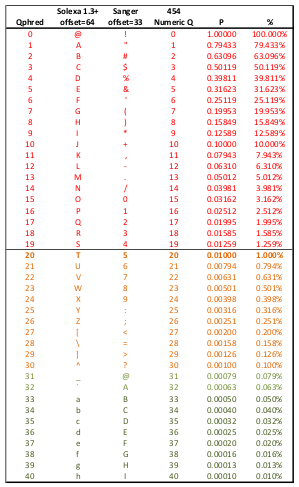 Solexa 1.3+ Sanger 454
Qphred offset=64 offset=33 Numeric Q P %
0 @ ! 0 1.00000 100.000%
1 A " 1 0.79433 79.433%
2 B # 2 0.63096 63.096%
3 C $ 3 0.50119 50.119%
4 D % 4 0.39811 39.811%
5 E & 5 0.31623 31.623%
6 F ' 6 0.25119 25.119%
7 G ( 7 0.19953 19.953%
8 H ) 8 0.15849 15.849%
9 I * 9 0.12589 12.589%
10 J + 10 0.10000 10.000%
11 K , 11 0.07943 7.943%
12 L - 12 0.06310 6.310%
13 M . 13 0.05012 5.012%
14 N / 14 0.03981 3.981%
15 O 0 15 0.03162 3.162%
16 P 1 16 0.02512 2.512%
17 Q 2 17 0.01995 1.995%
18 R 3 18 0.01585 1.585%
19 S 4 19 0.01259 1.259%
20 T 5 20 0.01000 1.000%
21 U 6 21 0.00794 0.794%
22 V 7 22 0.00631 0.631%
23 W 8 23 0.00501 0.501%
24 X 9 24 0.00398 0.398%
25 Y : 25 0.00316 0.316%
26 Z ; 26 0.00251 0.251%
27 [ < 27 0.00200 0.200%
28 \ = 28 0.00158 0.158%
29 ] > 29 0.00126 0.126%
30 ^ ? 30 0.00100 0.100%
31 _ @ 31 0.00079 0.079%
32 ` A 32 0.00063 0.063%
33 a B 33 0.00050 0.050%
34 b C 34 0.00040 0.040%
35 c D 35 0.00032 0.032%
36 d E 36 0.00025 0.025%
37 e F 37 0.00020 0.020%
38 f G 38 0.00016 0.016%
39 g H 39 0.00013 0.013%
40 h I 40 0.00010 0.010%